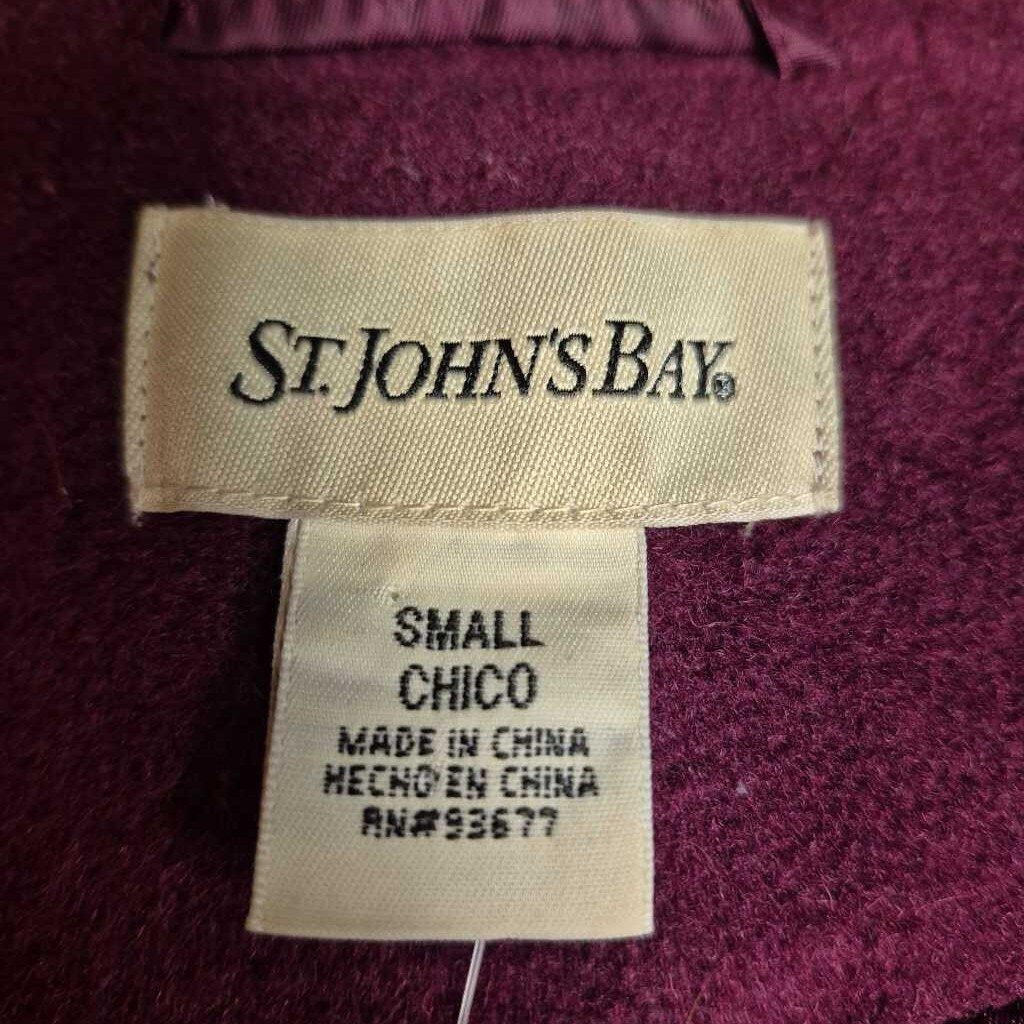 ST. JOHN'S BAY®
SMALL
CHICO
MADE IN CHINA
HECHO EN CHINA
RN#93677